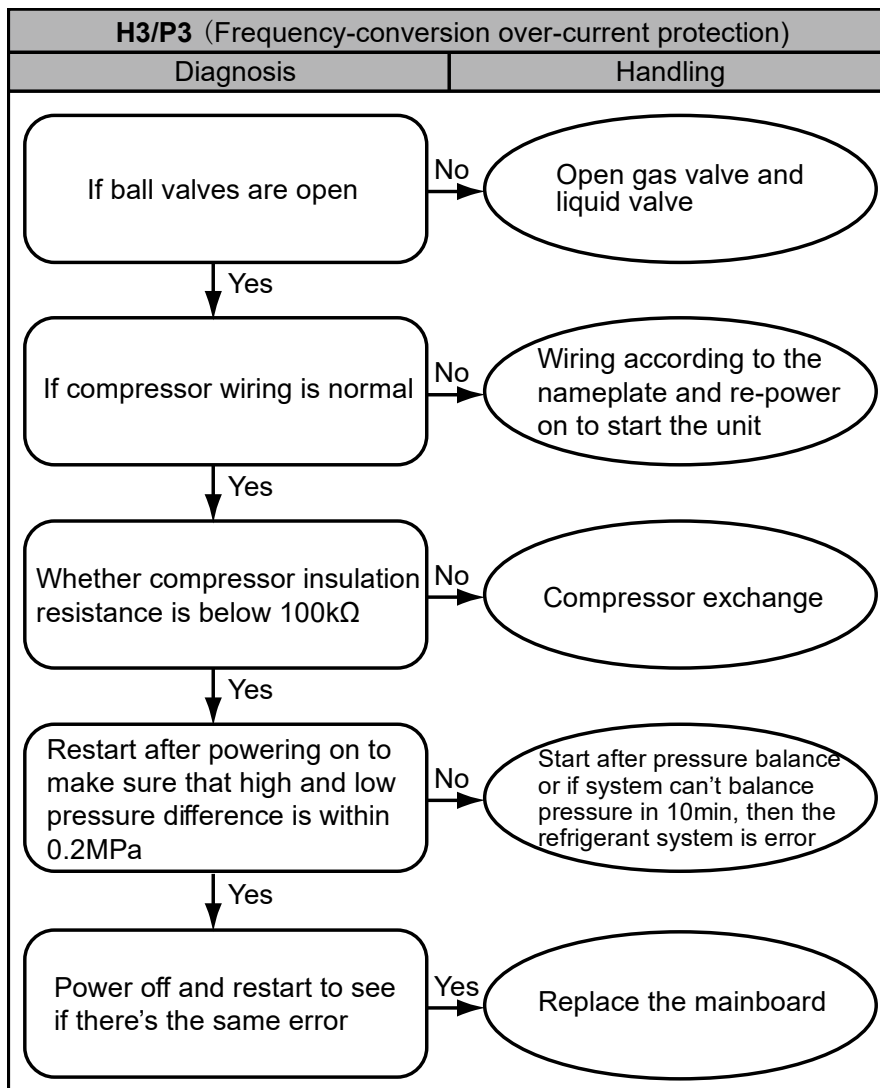 H3/P3（Frequency-conversion over-current protection)
Diagnosis
Handling
If ball valves are open
No
Open gas valve and
liquid valve
Yes
If compressor wiring is normal
No
Wiring according to the
nameplate and re-power
on to start the unit
Yes
Whether compressor insulation
resistance is below 100kΩ
No
Compressor exchange
Yes
Restart after powering on to
make sure that high and low
pressure difference is within
0.2MPa
No
Start after pressure balance
or if system can't balance
pressure in 10min, then the
refrigerant system is error
Yes
Power off and restart to see
if there's the same error
Yes
Replace the mainboard